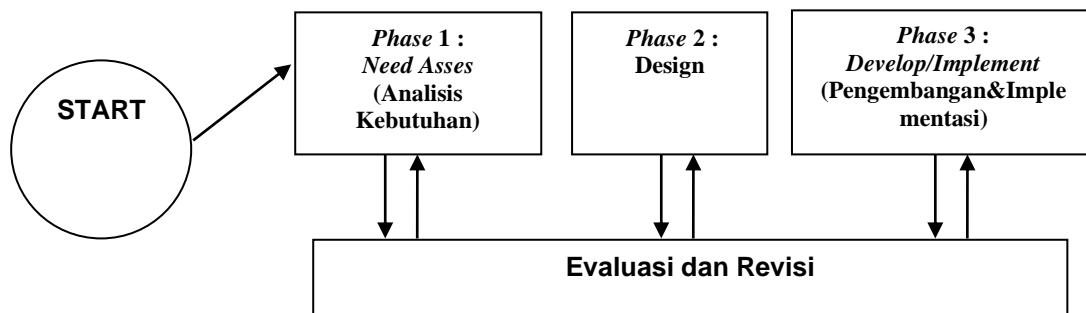 START
Phase 1 :
Need Asses
(Analisis
Kebutuhan)
Phase 2 :
Design
Phase 3 :
Develop/Implement
(Pengembangan&Imple
mentasi)
Evaluasi dan Revisi